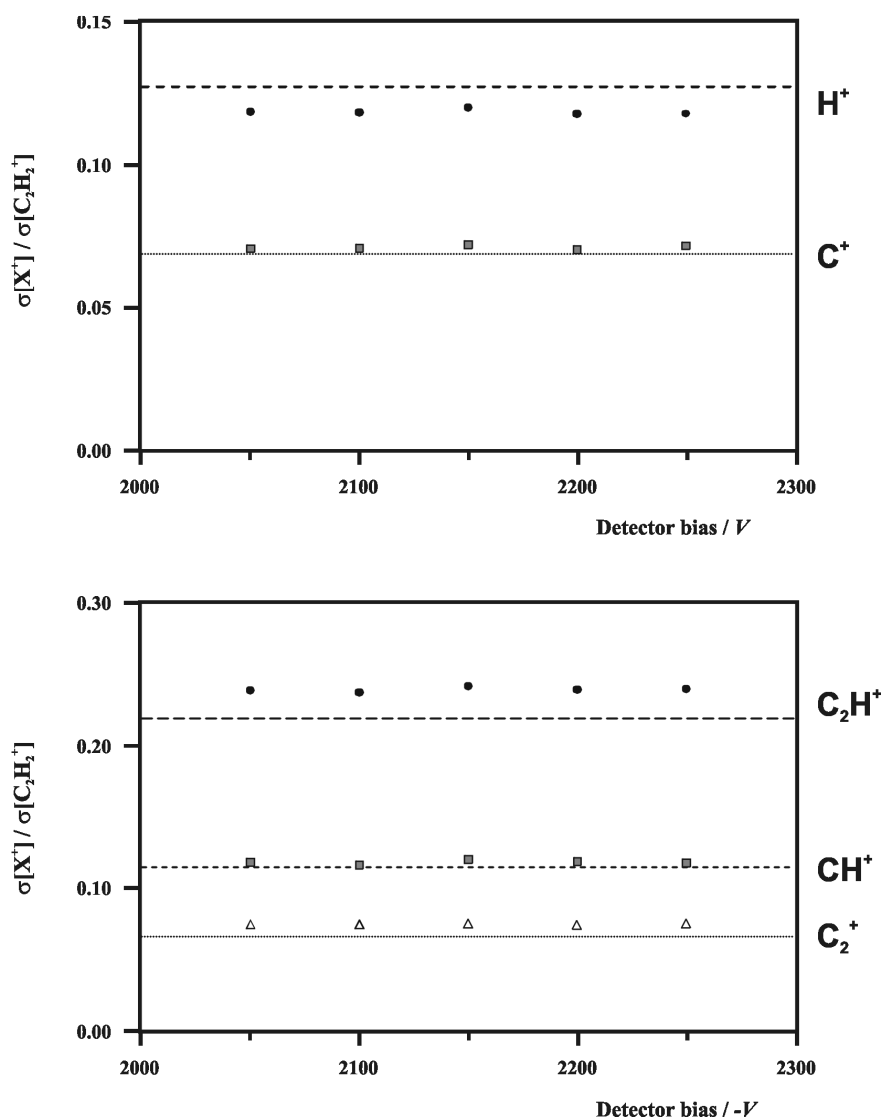 0.15
H⁺
0.10
σ[X⁺] / σ[C₂H₂⁺]
C⁺
0.05
0.00
2000 2100 2200 2300
Detector bias / V
0.30
C₂H⁺
0.20
σ[X⁺] / σ[C₂H₂⁺]
CH⁺
0.10
C₂⁺
0.00
2000 2100 2200 2300
Detector bias / -V